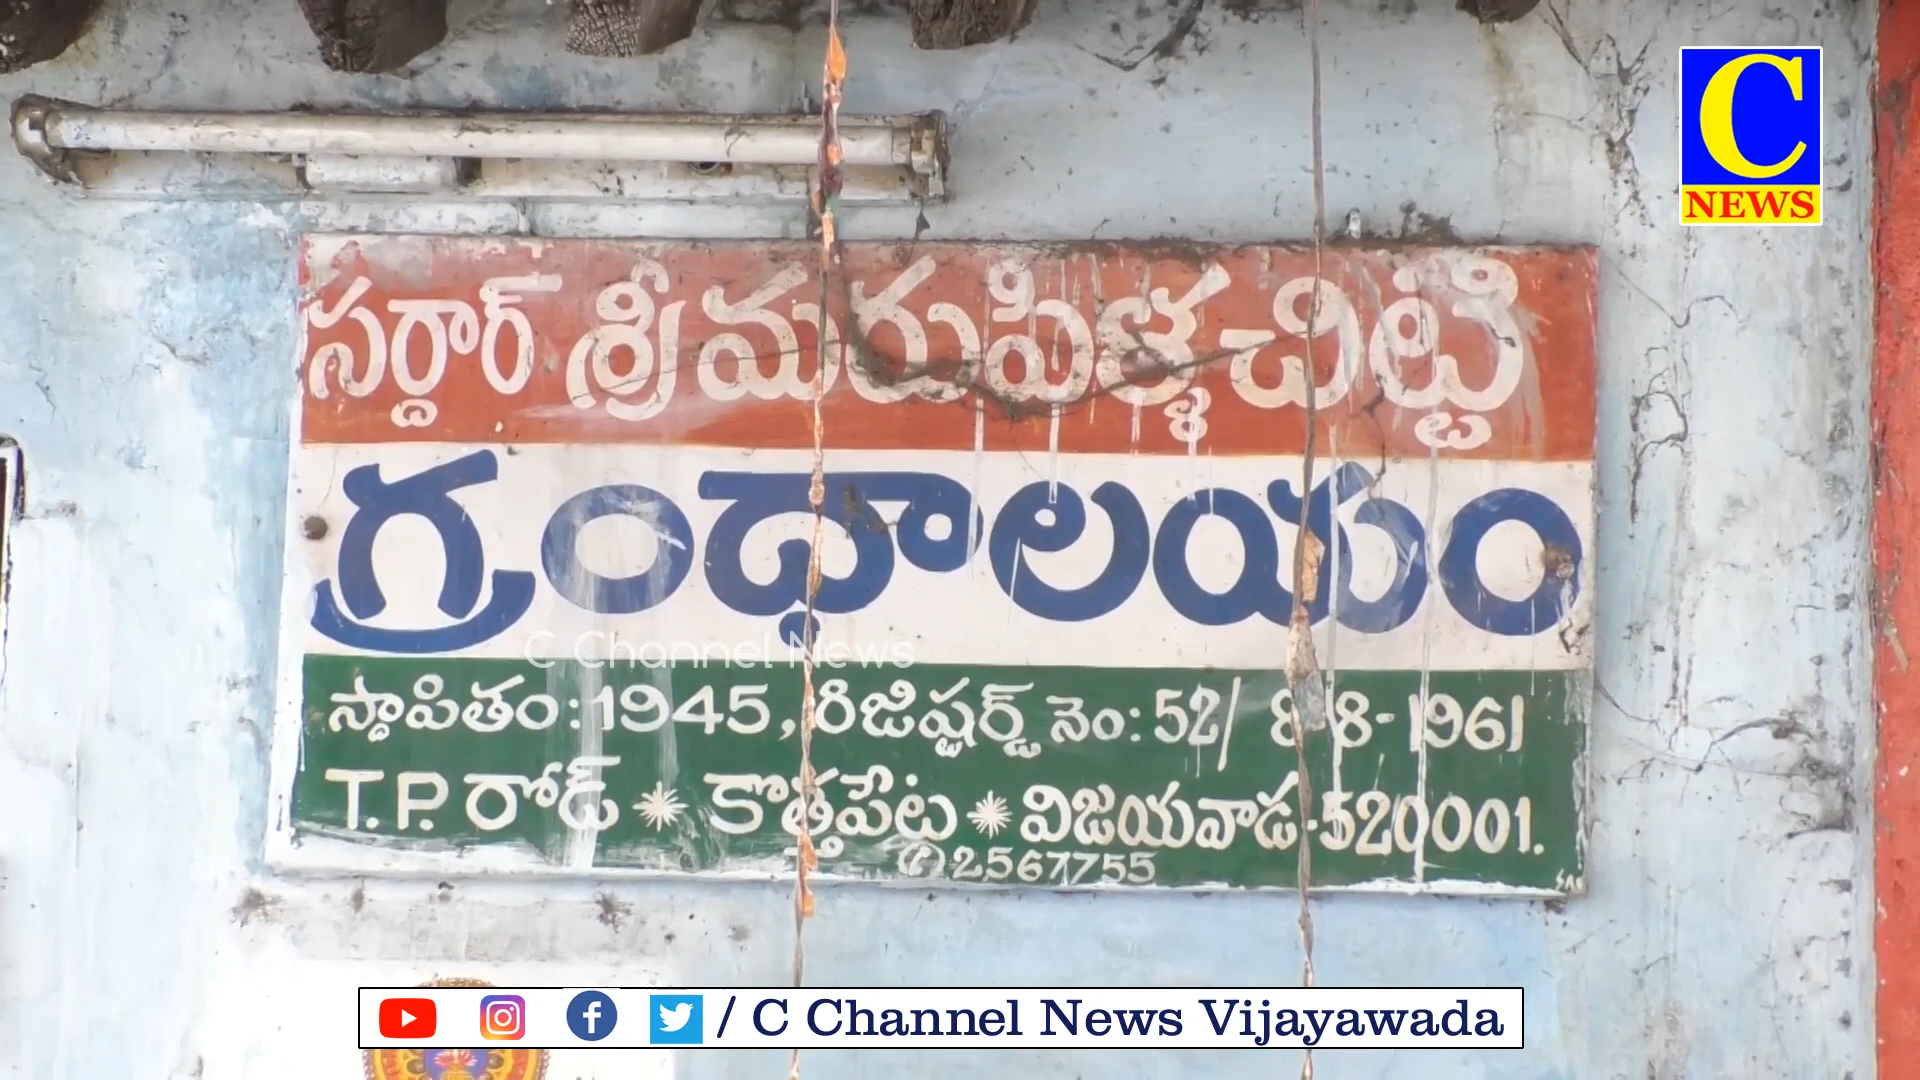 C
NEWS
సర్దార్ శ్రీమరుపిళ్ళ చిట్టి
గ్రంథాలయం
C Channel News
స్థాపితం: 1945, రిజిష్టర్డ్ నెం: 52/ 8-8-1961
T.P. రోడ్ * కొత్తపేట * విజయవాడ-520001.
✆ 2567755
/ C Channel News Vijayawada